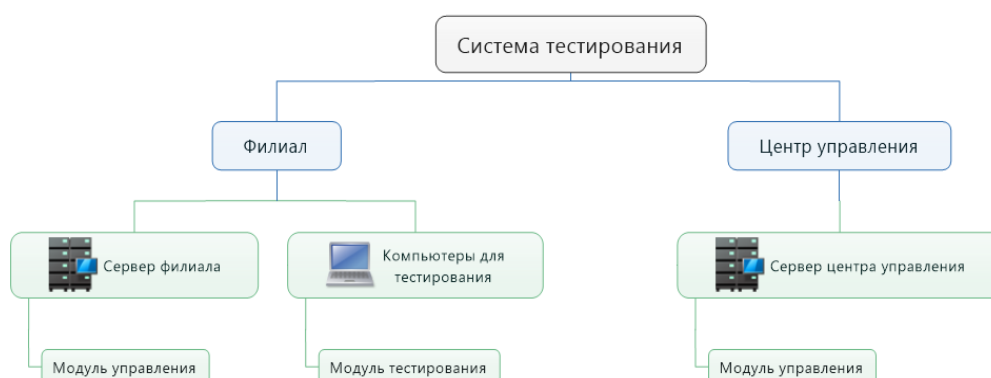 Система тестирования
Филиал
Центр управления
Сервер филиала
Компьютеры для
тестирования
Сервер центра управления
Модуль управления
Модуль тестирования
Модуль управления